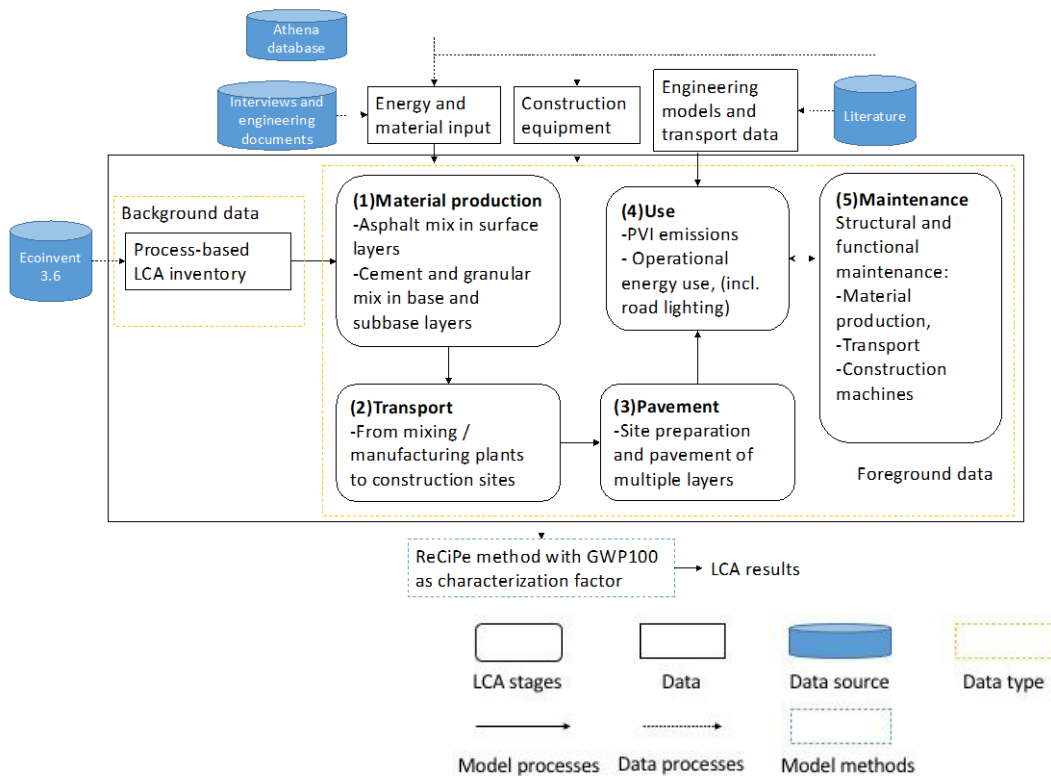 Athena
database
Interviews and
engineering
documents
Energy and
material input
Construction
equipment
Engineering
models and
transport data
Literature
Ecoinvent
3.6
Background data
Process-based
LCA inventory
(1)Material production
-Asphalt mix in surface
layers
-Cement and granular
mix in base and
subbase layers
(4)Use
-PVI emissions
- Operational
energy use, (incl.
road lighting)
(5)Maintenance
Structural and
functional
maintenance:
-Material
production,
-Transport
-Construction
machines
(2)Transport
-From mixing /
manufacturing plants
to construction sites
(3)Pavement
-Site preparation
and pavement of
multiple layers
Foreground data
ReCiPe method with GWP100
as characterization factor
LCA results
LCA stages
Data
Data source
Data type
Model processes
Data processes
Model methods